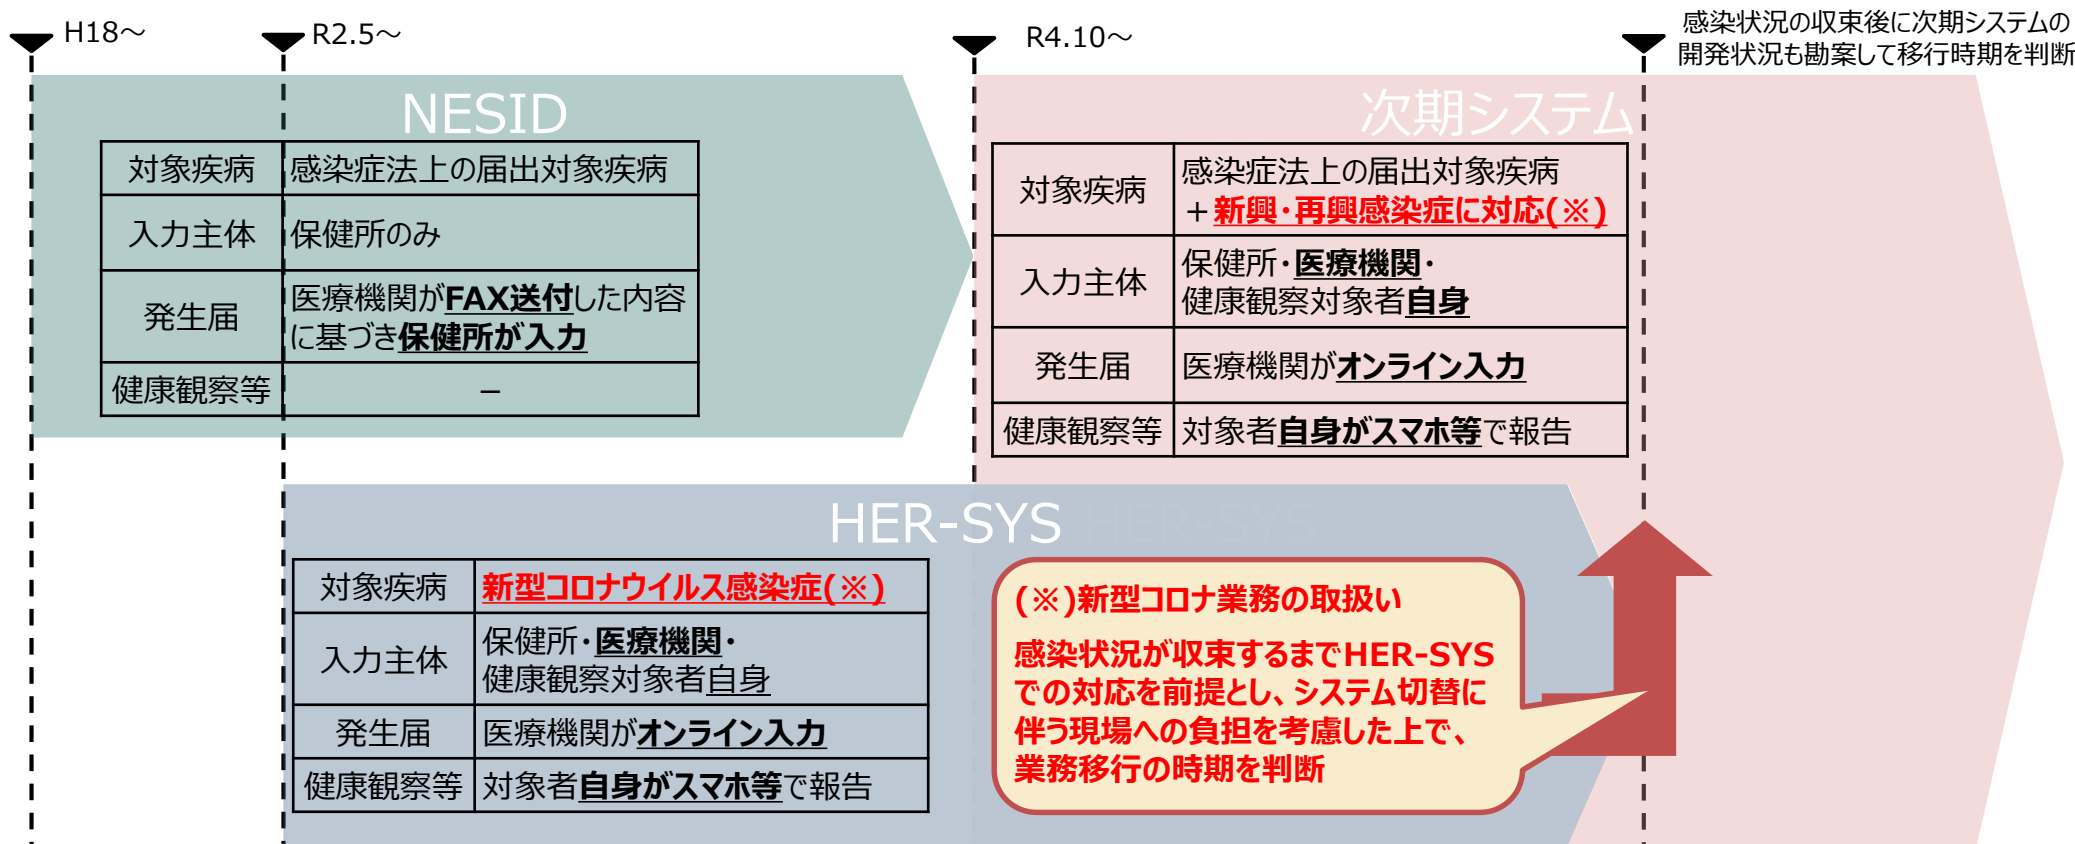 H18～
R2.5～
R4.10～
感染状況の収束後に次期システムの
開発状況も勘案して移行時期を判断
NESID
対象疾病
感染症法上の届出対象疾病
入力主体
保健所のみ
発生届
医療機関がFAX送付した内容
に基づき保健所が入力
健康観察等
－
次期システム
対象疾病
感染症法上の届出対象疾病
＋新興・再興感染症に対応(※)
入力主体
保健所・医療機関・
健康観察対象者自身
発生届
医療機関がオンライン入力
健康観察等
対象者自身がスマホ等で報告
HER-SYS
HER-SYS
対象疾病
新型コロナウイルス感染症(※)
入力主体
保健所・医療機関・
健康観察対象者自身
発生届
医療機関がオンライン入力
健康観察等
対象者自身がスマホ等で報告
(※)新型コロナ業務の取扱い
感染状況が収束するまでHER-SYS
での対応を前提とし、システム切替に
伴う現場への負担を考慮した上で、
業務移行の時期を判断